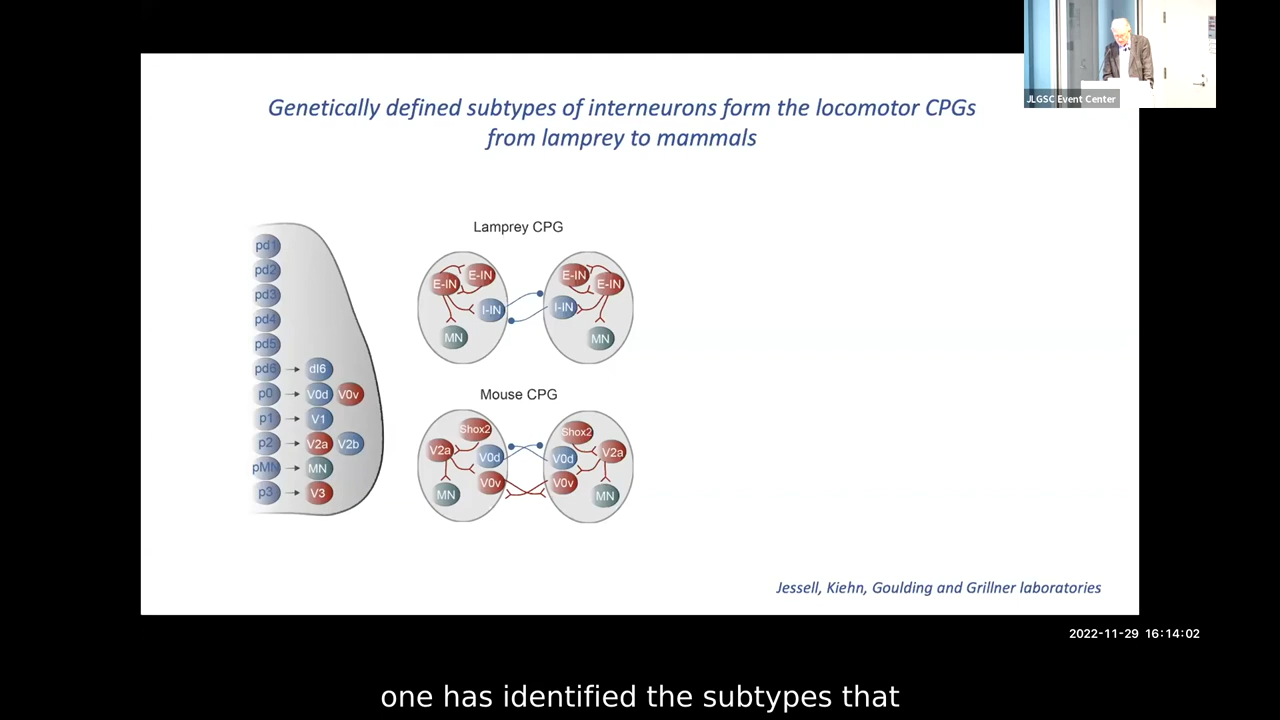 JLGSC Event Center
Genetically defined subtypes of interneurons form the locomotor CPGs
from lamprey to mammals
pd1
pd2
pd3
pd4
pd5
pd6 dI6
p0 V0d V0v
p1 V1
p2 V2a V2b
pMN MN
p3 V3
Lamprey CPG
E-IN E-IN E-IN E-IN
I-IN I-IN
MN MN
Mouse CPG
Shox2 Shox2
V2a V0d V0d V2a
V0v V0v
MN MN
Jessell, Kiehn, Goulding and Grillner laboratories
2022-11-29 16:14:02
one has identified the subtypes that